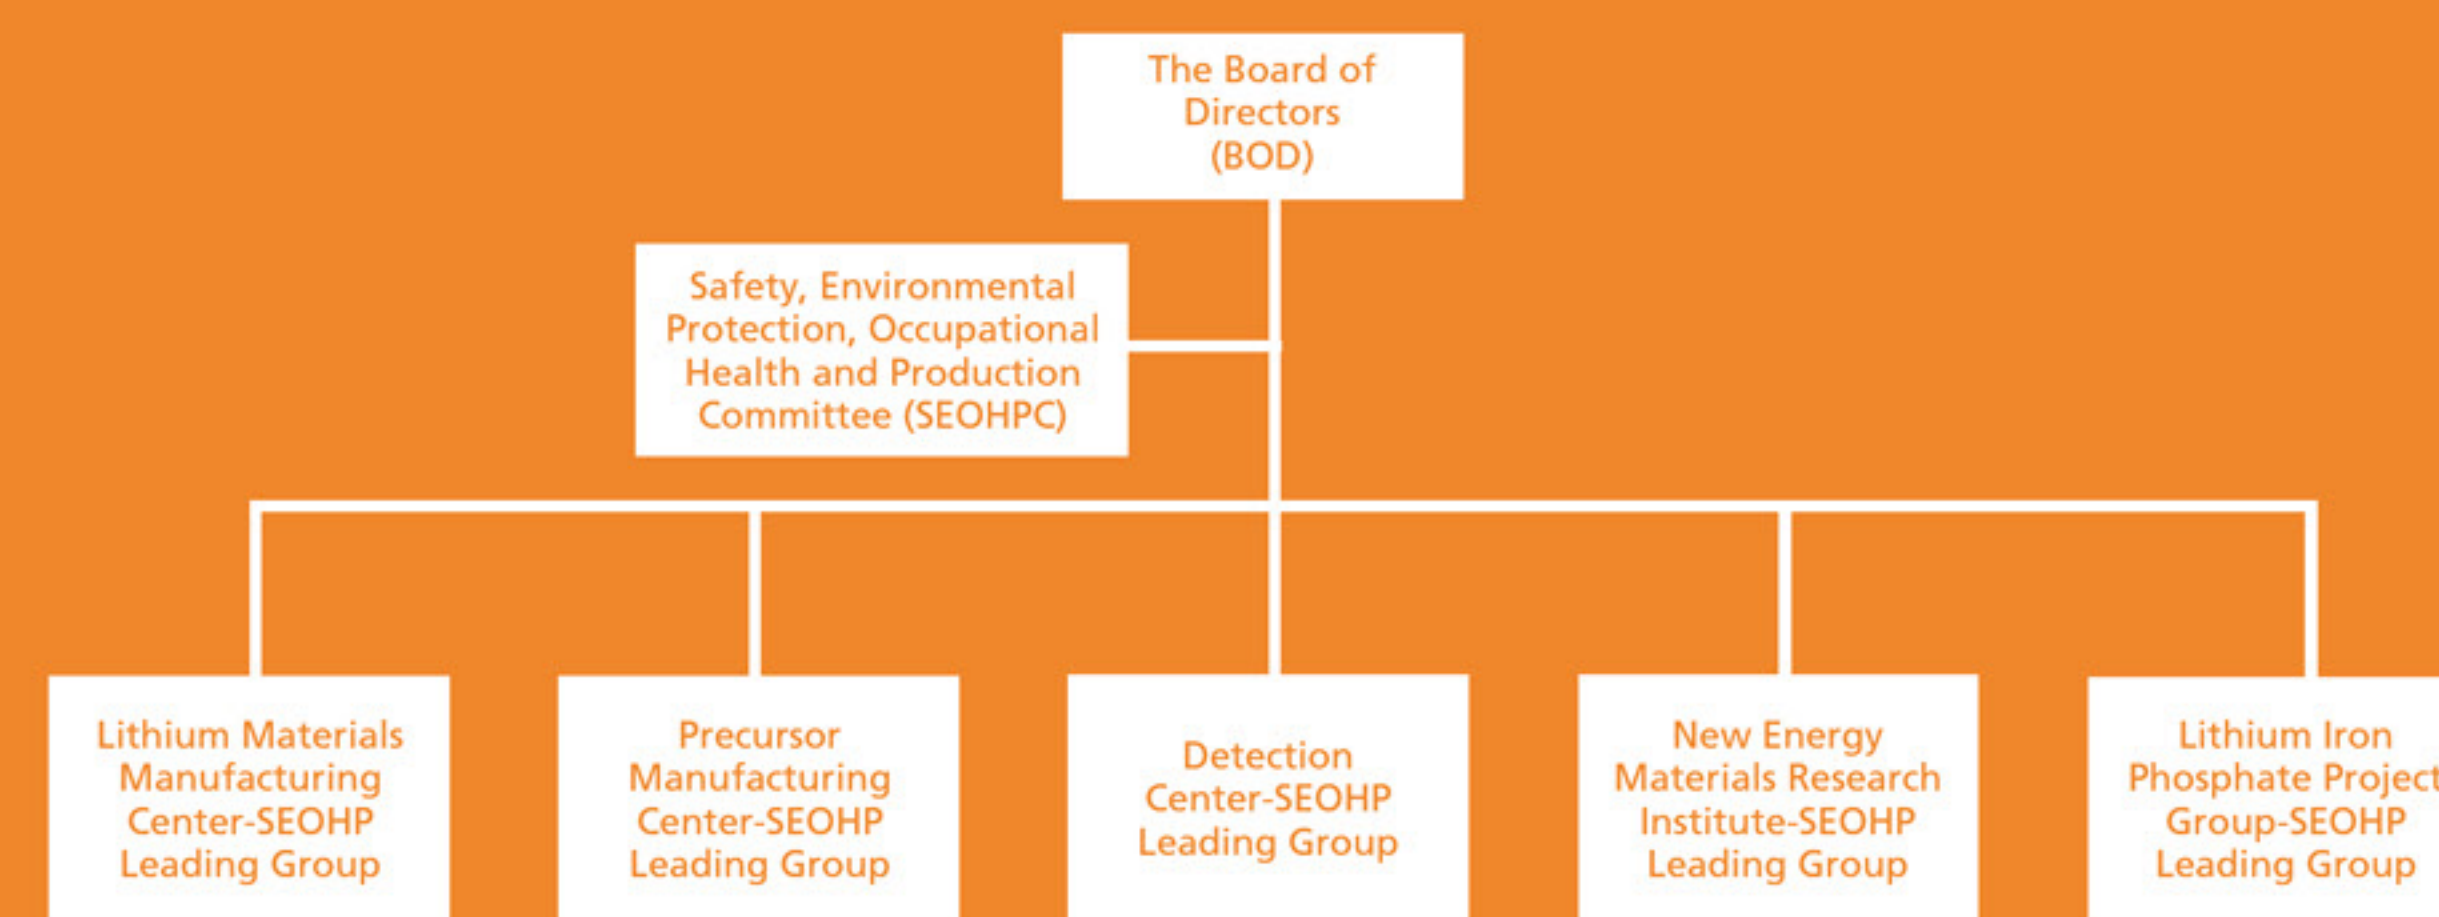 The Board of
Directors
(BOD)
Safety, Environmental
Protection, Occupational
Health and Production
Committee (SEOHPC)
Lithium Materials
Manufacturing
Center-SEOHP
Leading Group
Precursor
Manufacturing
Center-SEOHP
Leading Group
Detection
Center-SEOHP
Leading Group
New Energy
Materials Research
Institute-SEOHP
Leading Group
Lithium Iron
Phosphate Project
Group-SEOHP
Leading Group